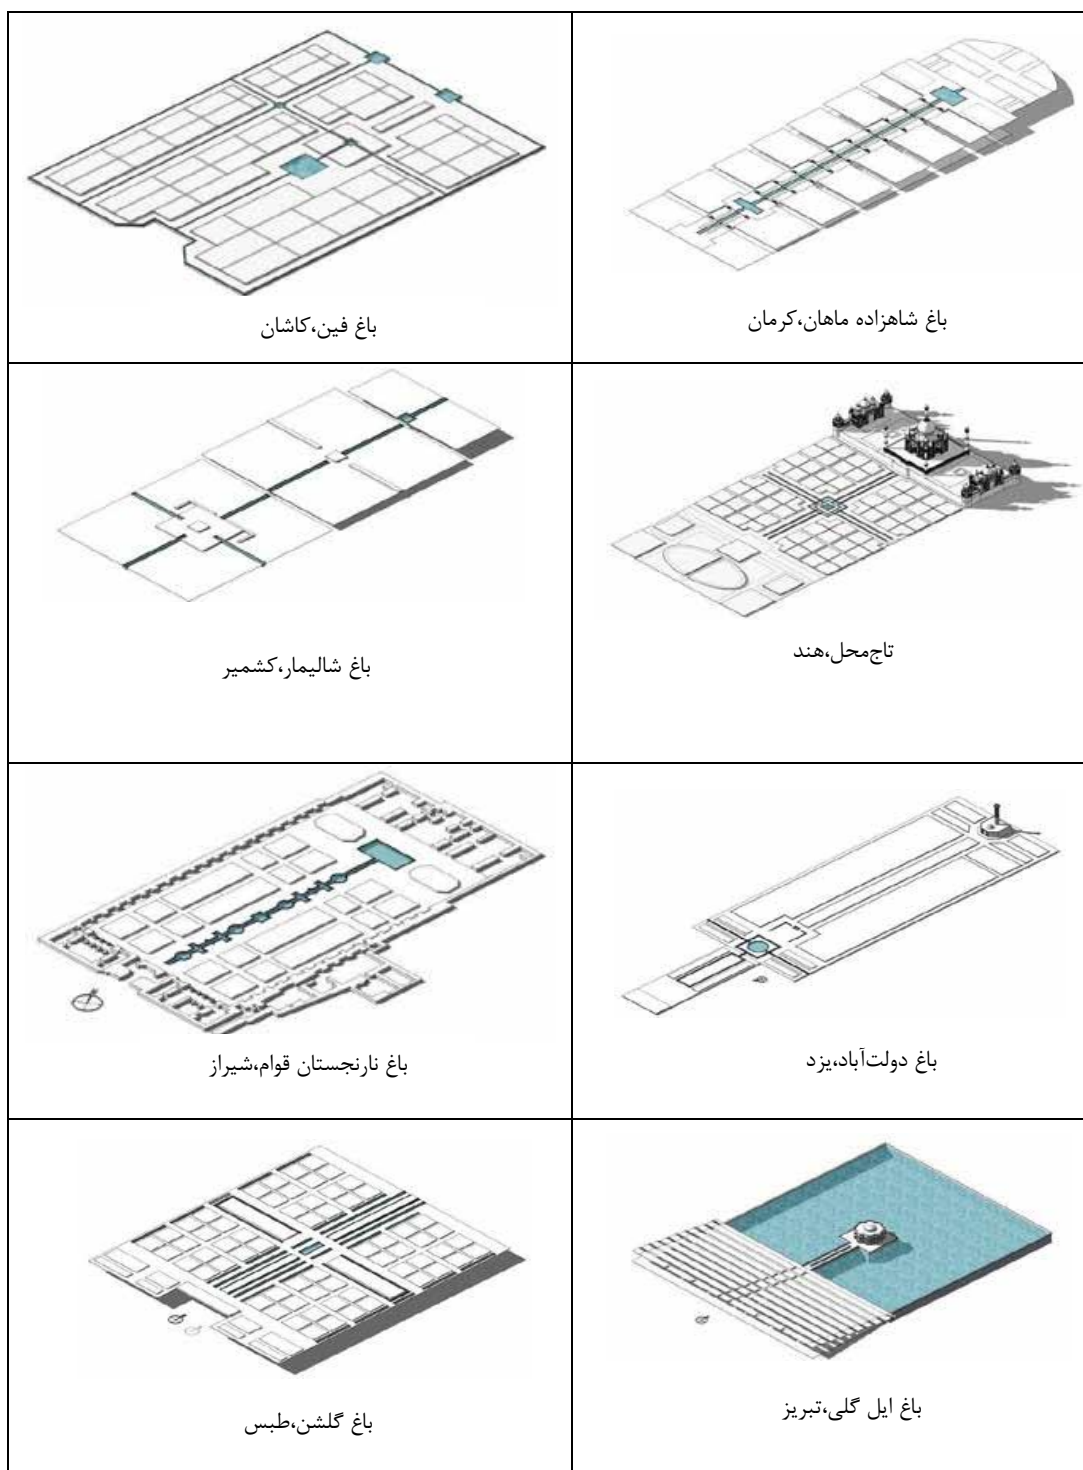 باغ شاهزاده ماهان،کرمان
باغ فین،کاشان
تاج‌محل،هند
باغ شالیمار،کشمیر
باغ دولت‌آباد،یزد
باغ نارنجستان قوام،شیراز
باغ ایل گلی،تبریز
باغ گلشن،طبس